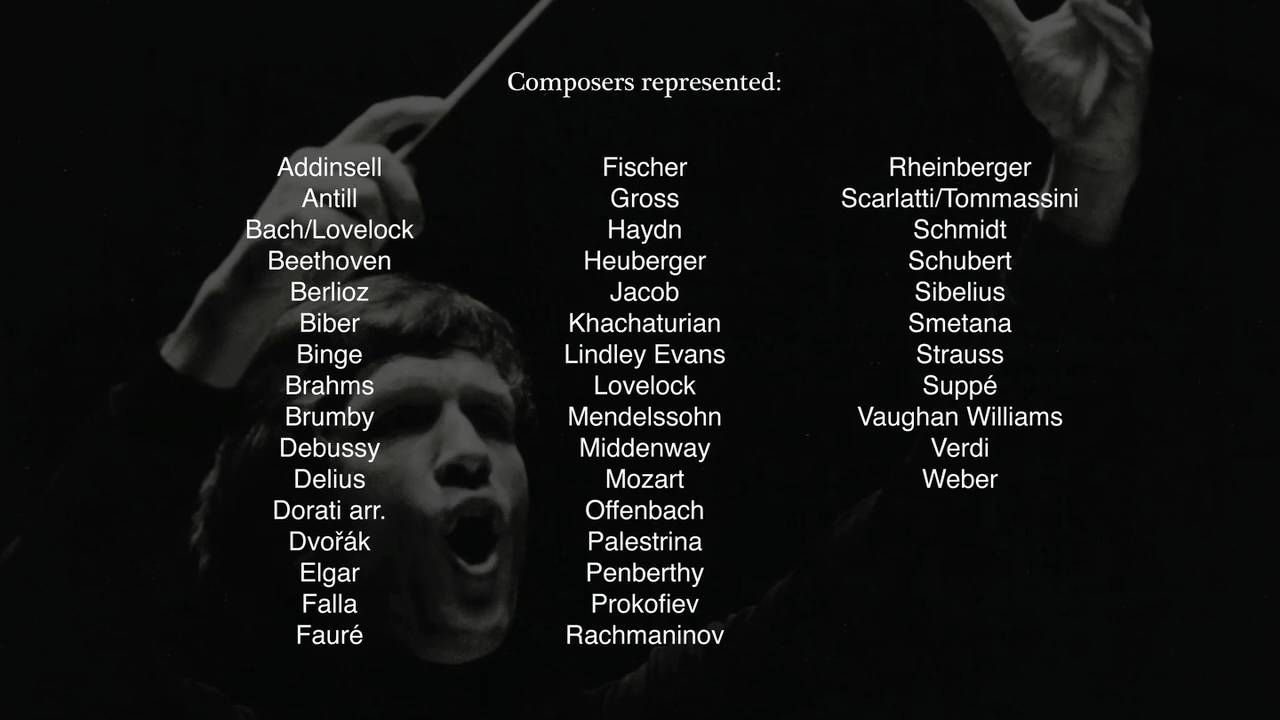 Composers represented:
Addinsell
Antill
Bach/Lovelock
Beethoven
Berlioz
Biber
Binge
Brahms
Brumby
Debussy
Delius
Dorati arr.
Dvořák
Elgar
Falla
Fauré
Fischer
Gross
Haydn
Heuberger
Jacob
Khachaturian
Lindley Evans
Lovelock
Mendelssohn
Middenway
Mozart
Offenbach
Palestrina
Penberthy
Prokofiev
Rachmaninov
Rheinberger
Scarlatti/Tommassini
Schmidt
Schubert
Sibelius
Smetana
Strauss
Suppé
Vaughan Williams
Verdi
Weber